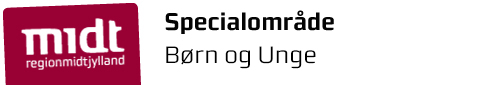 midt
regionmidtjylland
Specialområde
Børn og Unge